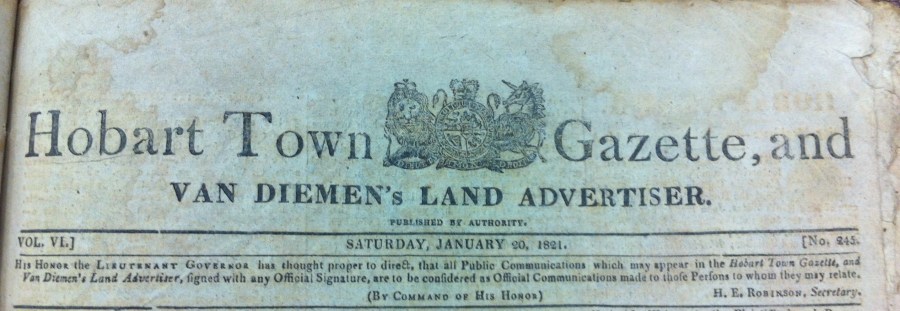 Hobart Town Gazette, and
VAN DIEMEN'S LAND ADVERTISER.
PUBLISHED BY AUTHORITY.
VOL. VI.] SATURDAY, JANUARY 20, 1821. [No. 245.
HIS HONOR the LIEUTENANT GOVERNOR has thought proper to direct, that all Public Communications which may appear in the Hobart Town Gazette, and
Van Diemen's Land Advertiser, signed with any Official Signature, are to be considered as Official Communications made to those Persons to whom they may relate.
(BY COMMAND OF HIS HONOR) H. E. ROBINSON, Secretary.